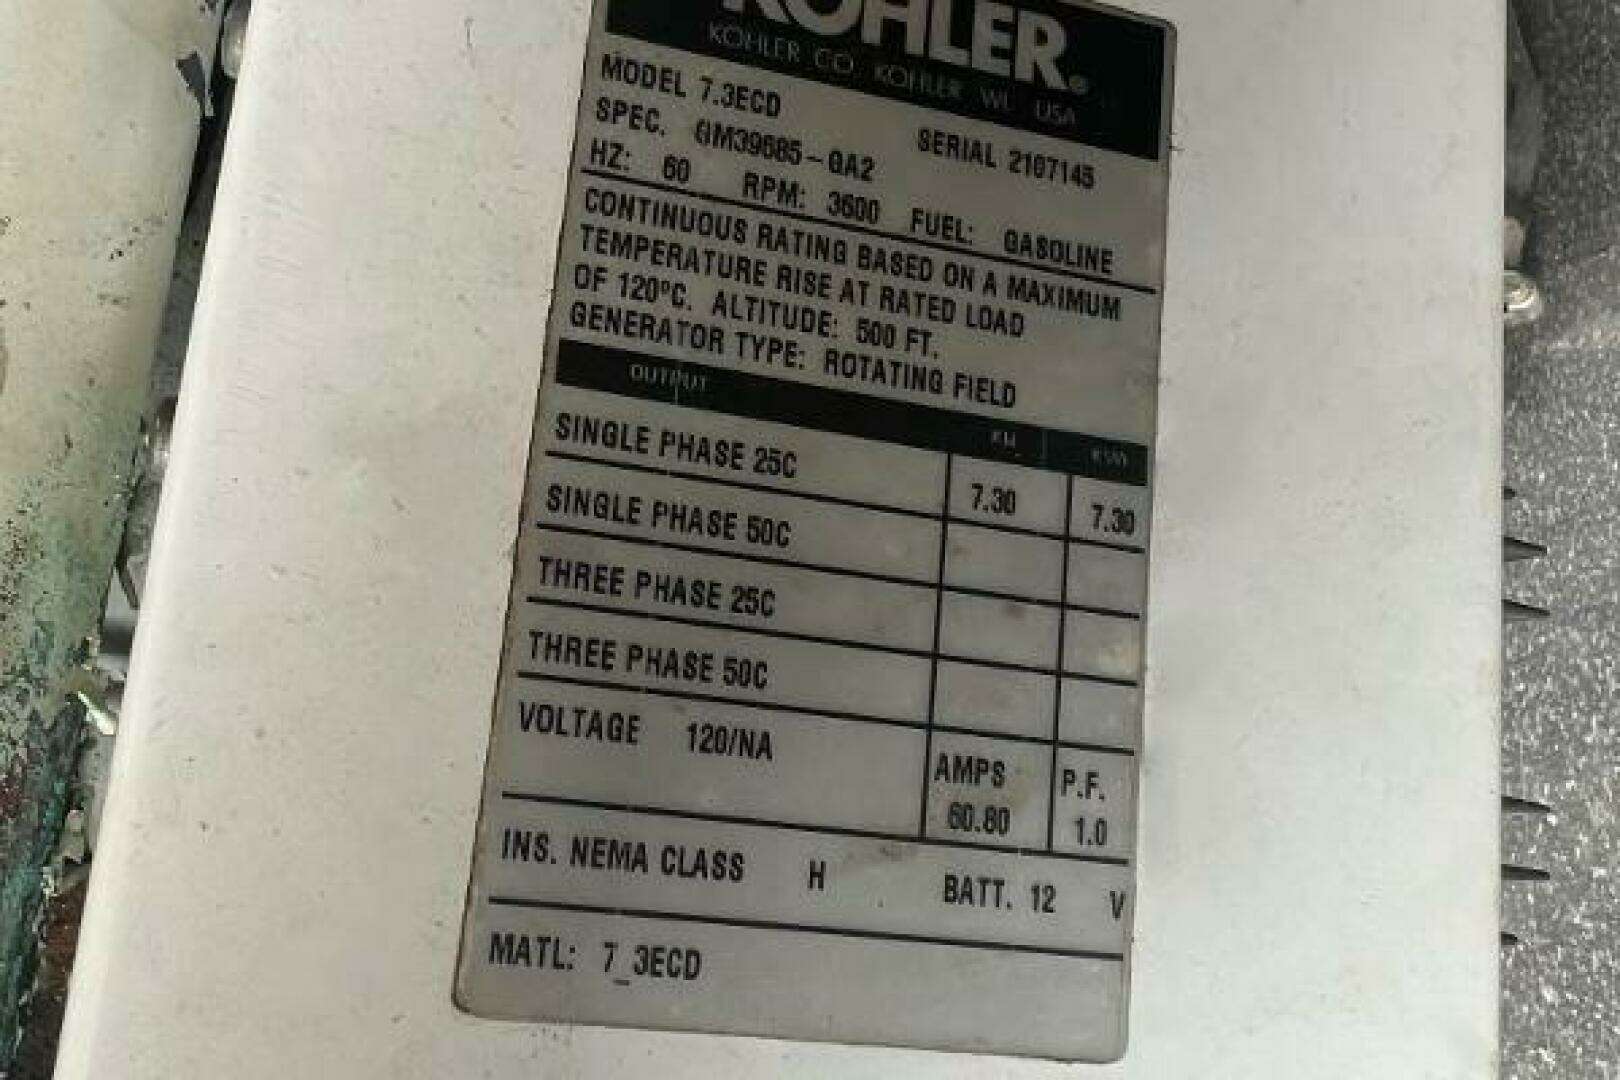 KOHLER®
KOHLER CO. KOHLER WI. USA
MODEL 7.3ECD
SPEC. GM39685-GA2 SERIAL 2107145
HZ: 60 RPM: 3600 FUEL: GASOLINE
CONTINUOUS RATING BASED ON A MAXIMUM
TEMPERATURE RISE AT RATED LOAD
OF 120°C. ALTITUDE: 500 FT.
GENERATOR TYPE: ROTATING FIELD
OUTPUT
SINGLE PHASE 25C 7.30 7.30
SINGLE PHASE 50C
THREE PHASE 25C
THREE PHASE 50C
VOLTAGE 120/NA AMPS 60.80 P.F. 1.0
INS. NEMA CLASS H BATT. 12 V
MATL: 7_3ECD